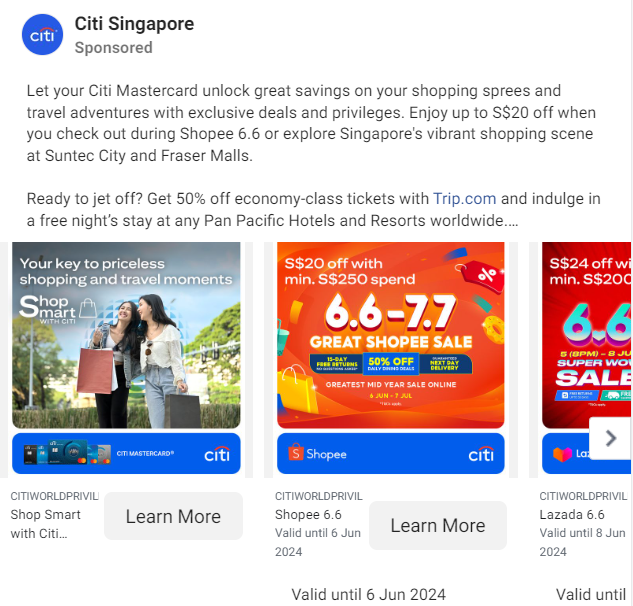 citi
Citi Singapore
Sponsored
Let your Citi Mastercard unlock great savings on your shopping sprees and
travel adventures with exclusive deals and privileges. Enjoy up to S$20 off when
you check out during Shopee 6.6 or explore Singapore's vibrant shopping scene
at Suntec City and Fraser Malls.
Ready to jet off? Get 50% off economy-class tickets with Trip.com and indulge in
a free night's stay at any Pan Pacific Hotels and Resorts worldwide....
Your key to priceless
shopping and travel moments
Shop
Smart
WITH CITI
CITI MASTERCARD®
citi
CITIWORLDPRIVIL
Shop Smart
with Citi...
Learn More
S$20 off with
min. S$250 spend
%
6.6–7.7
GREAT SHOPEE SALE
15-DAY
FREE RETURNS
50% OFF
DAILY DINING DEALS
GUARANTEED
NEXT DAY
DELIVERY
GREATEST MID YEAR SALE ONLINE
6 JUN - 7 JUL
Shopee
citi
CITIWORLDPRIVIL
Shopee 6.6
Valid until 6 Jun
2024
Learn More
Valid until 6 Jun 2024
S$24 off wi
min. S$200
6.6
5 (8PM) – 8 JU
SUPER WOW
SALE
Laz
CITIWORLDPRIVIL
Lazada 6.6
Valid until 8 Jun
2024
Valid until